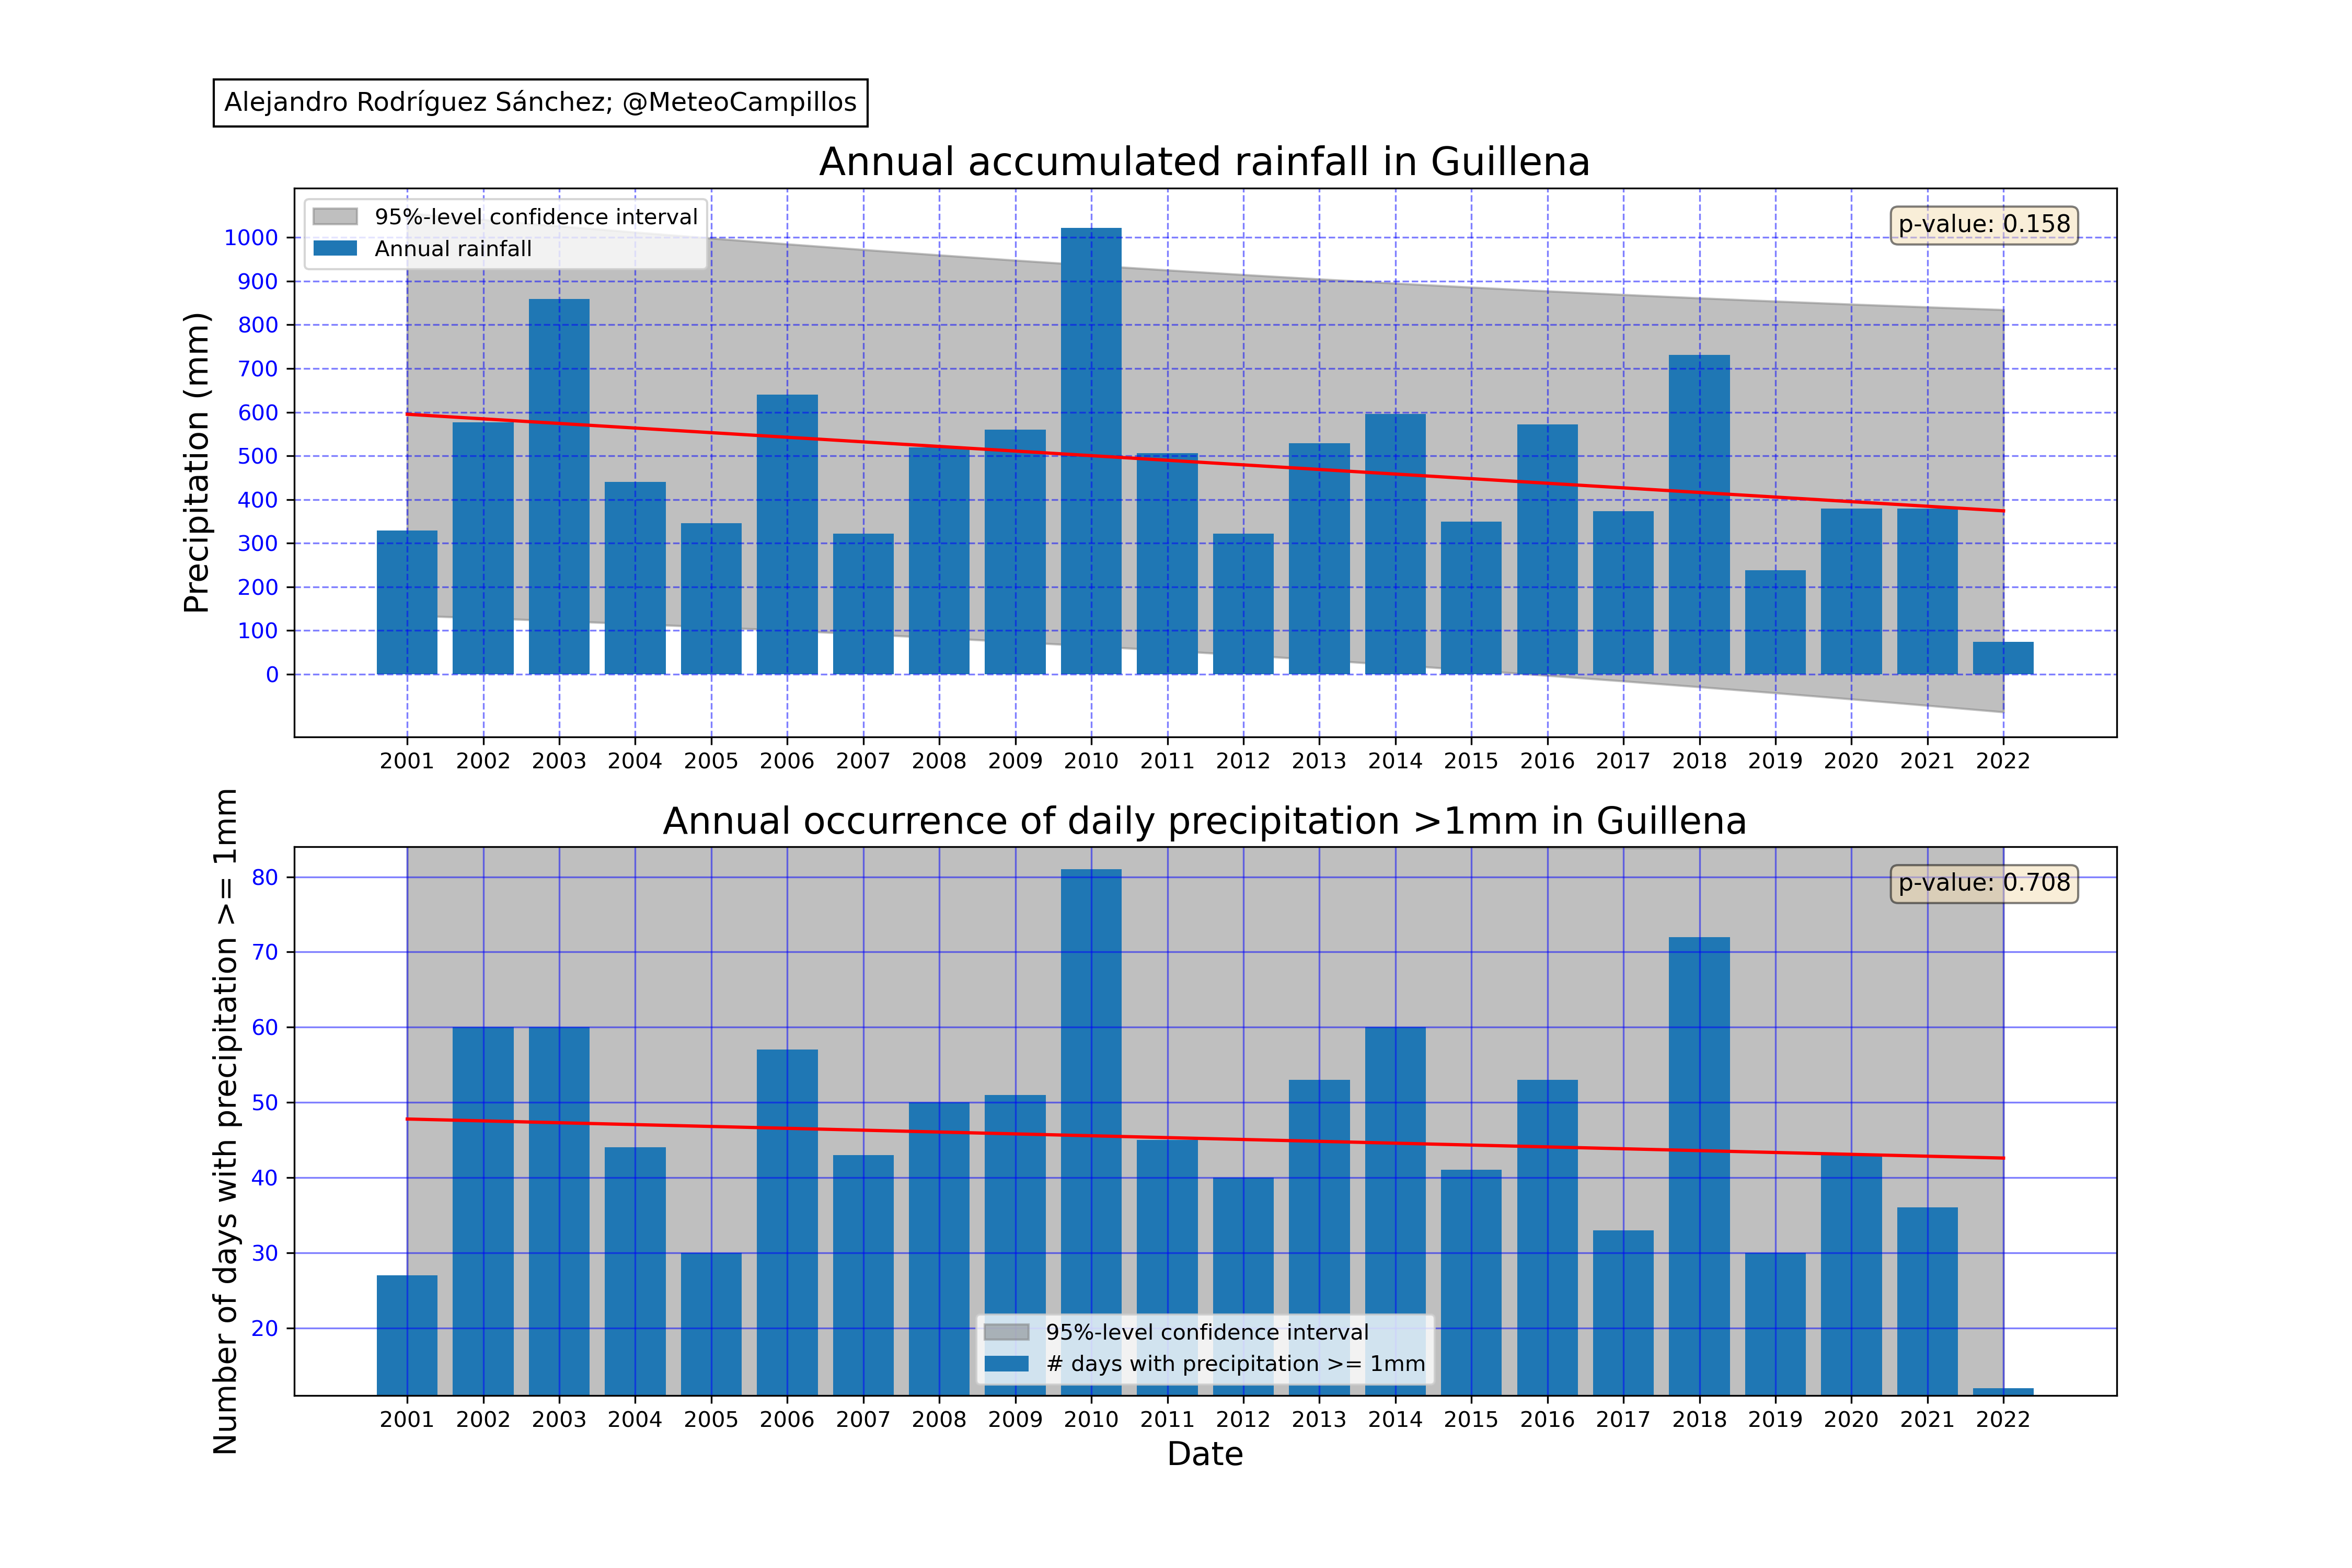 Alejandro Rodríguez Sánchez; @MeteoCampillos
Annual accumulated rainfall in Guillena
95%-level confidence interval
Annual rainfall
p-value: 0.158
Precipitation (mm)
1000
900
800
700
600
500
400
300
200
100
0
2001 2002 2003 2004 2005 2006 2007 2008 2009 2010 2011 2012 2013 2014 2015 2016 2017 2018 2019 2020 2021 2022
Annual occurrence of daily precipitation >1mm in Guillena
p-value: 0.708
Number of days with precipitation >= 1mm
80
70
60
50
40
30
20
95%-level confidence interval
# days with precipitation >= 1mm
2001 2002 2003 2004 2005 2006 2007 2008 2009 2010 2011 2012 2013 2014 2015 2016 2017 2018 2019 2020 2021 2022
Date